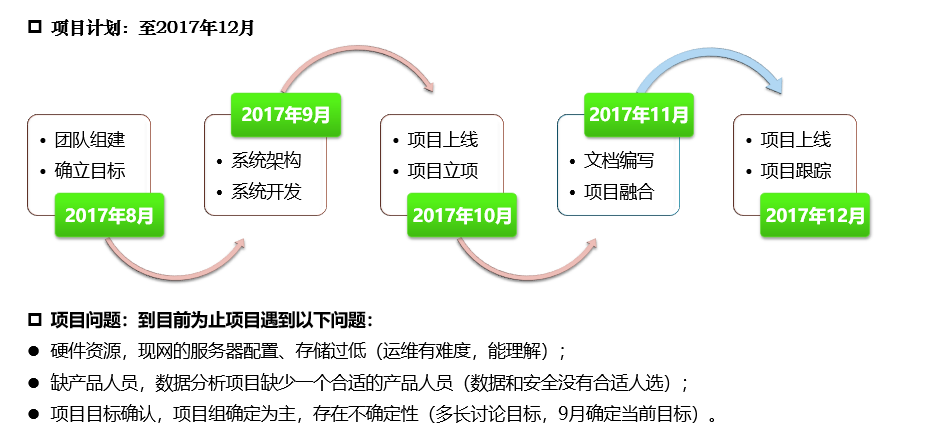 项目计划：至2017年12月
团队组建
确立目标
2017年8月
2017年9月
系统架构
系统开发
项目上线
项目立项
2017年10月
2017年11月
文档编写
项目融合
项目上线
项目跟踪
2017年12月
项目问题：到目前为止项目遇到以下问题：
硬件资源，现网的服务器配置、存储过低（运维有难度，能理解）；
缺产品人员，数据分析项目缺少一个合适的产品人员（数据和安全没有合适人选）；
项目目标确认，项目组确定为主，存在不确定性（多长讨论目标，9月确定当前目标）。